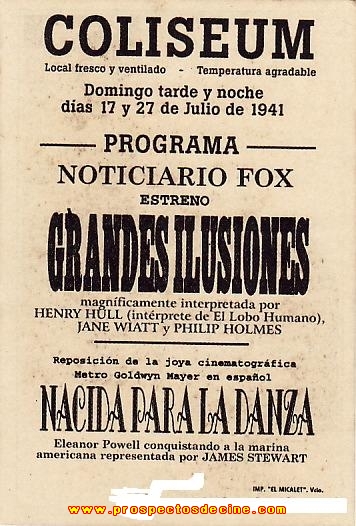 COLISEUM
Local fresco y ventilado - Temperatura agradable
Domingo tarde y noche
días 17 y 27 de Julio de 1941
PROGRAMA
NOTICIARIO FOX
ESTRENO
GRANDES ILUSIONES
magníficamente interpretada por
HENRY HULL (intérprete de El Lobo Humano),
JANE WIATT y PHILIP HOLMES
Reposición de la joya cinematográfica
Metro Goldwyn Mayer en español
NACIDA PARA LA DANZA
Eleanor Powell conquistando a la marina
americana representada por JAMES STEWART
IMP. "EL MICALET". Vcia.
www.prospectosdecine.com